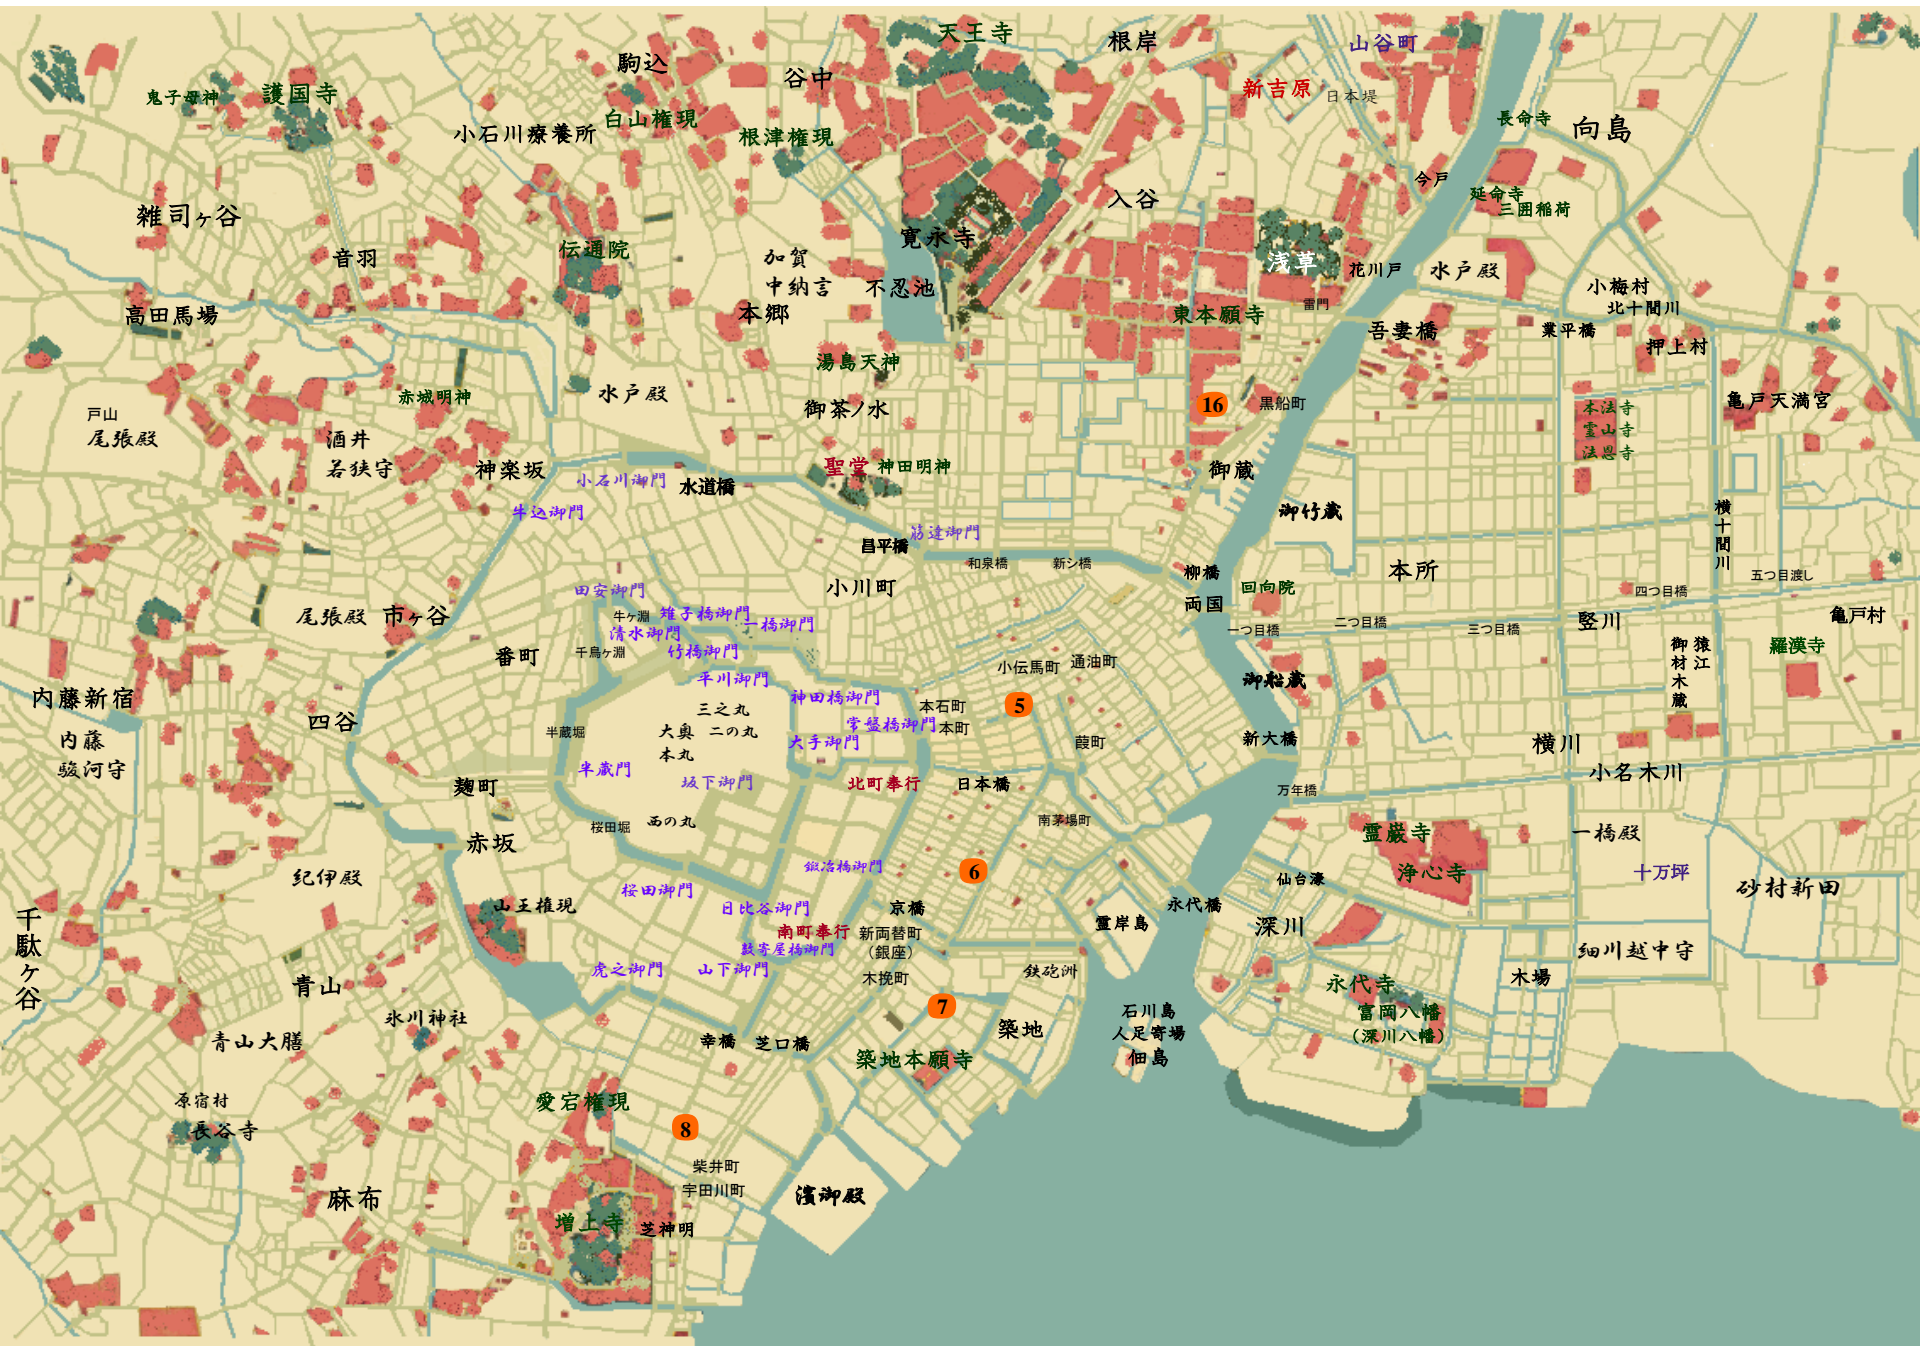 天王寺
根岸
山谷町
駒込
谷中
新吉原
日本堤
鬼子母神
護国寺
白山権現
小石川療養所
根津権現
長命寺
向島
今戸
延命寺
三囲稲荷
入谷
雑司ヶ谷
音羽
伝通院
加賀
中納言
寛永寺
不忍池
浅草
花川戸
水戸殿
小梅村
北十間川
高田馬場
本郷
東本願寺
雷門
吾妻橋
業平橋
押上村
湯島天神
赤城明神
水戸殿
御茶ノ水
16
黒船町
本法寺
霊山寺
法恩寺
亀戸天満宮
戸山
尾張殿
酒井
若狭守
神楽坂
小石川御門
水道橋
聖堂
神田明神
御蔵
牛込御門
御竹蔵
横十間川
昌平橋
筋違御門
和泉橋
新シ橋
柳橋
両国
回向院
本所
五つ目渡し
四つ目橋
小川町
田安御門
牛ヶ淵
雉子橋御門
一橋御門
尾張殿
市ヶ谷
清水御門
竹橋御門
千鳥ヶ淵
番町
一つ目橋
二つ目橋
三つ目橋
竪川
亀戸村
猿江
御材木蔵
羅漢寺
平川御門
小伝馬町
通油町
御船蔵
内藤新宿
神田橋御門
本石町
5
三之丸
常盤橋御門
本町
四谷
半蔵堀
大奥
二の丸
大手御門
葭町
新大橋
横川
内藤
駿河守
本丸
半蔵門
坂下御門
北町奉行
日本橋
小名木川
麹町
万年橋
桜田堀
西の丸
南茅場町
霊巌寺
一橋殿
赤坂
鍛冶橋御門
6
浄心寺
十万坪
紀伊殿
桜田御門
仙台濠
砂村新田
山王権現
日比谷御門
京橋
永代橋
霊岸島
深川
千駄ヶ谷
南町奉行
新両替町
(銀座)
数寄屋橋御門
細川越中守
虎之御門
山下御門
木挽町
鉄砲洲
木場
青山
永代寺
7
石川島
人足寄場
佃島
富岡八幡
(深川八幡)
氷川神社
築地
青山大膳
幸橋
芝口橋
築地本願寺
原宿村
愛宕権現
長谷寺
8
柴井町
宇田川町
麻布
濱御殿
増上寺
芝神明